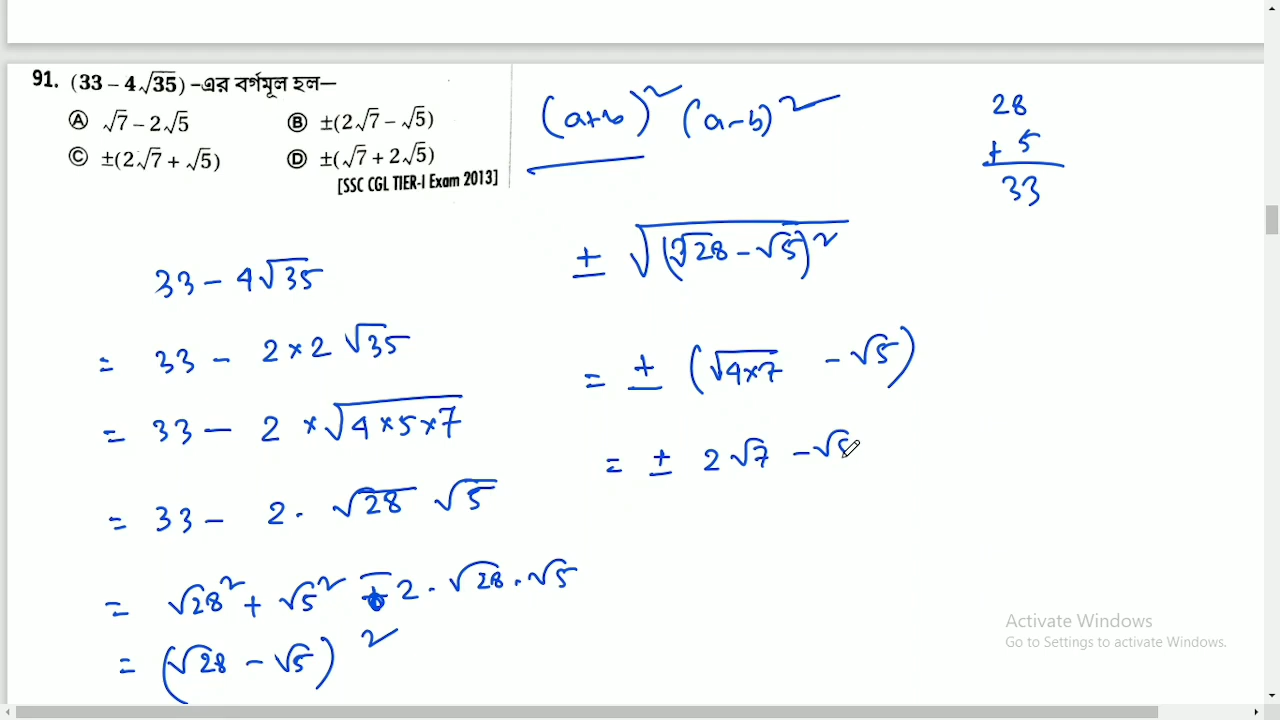 91. (33 – 4√35) –এর বর্গমূল হল—
Ⓐ √7 – 2√5 Ⓑ ±(2√7 – √5)
Ⓒ ±(2√7 + √5) Ⓓ ±(√7 + 2√5)
[SSC CGL TIER-I Exam 2013]
33 – 4√35
= 33 – 2×2 √35
= 33 – 2 ×√4×5×7
= 33 – 2· √28 √5
= √28² + √5² – 2·√28·√5
= (√28 – √5)²
(a+b)² (a–b)²
± √(√28 – √5)²
= ± (√4×7 – √5)
= ± 2√7 – √5
28
+ 5
33
Activate Windows
Go to Settings to activate Windows.